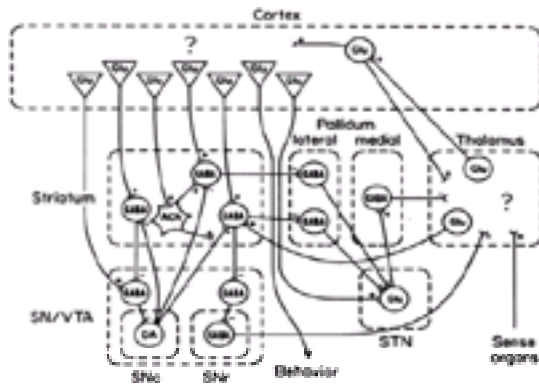 Cortex
?
Glu Glu Glu Glu Glu Glu Glu
Glu
Pallidum
lateral medial
Thalamus
Striatum
GABA
GABA
GABA
Glu
GABA
ACh
GABA
GABA
Glu
?
GABA
GABA
Glu
SN/VTA
DA
GABA
STN
SNc
SNr
Behavior
Sense
organs